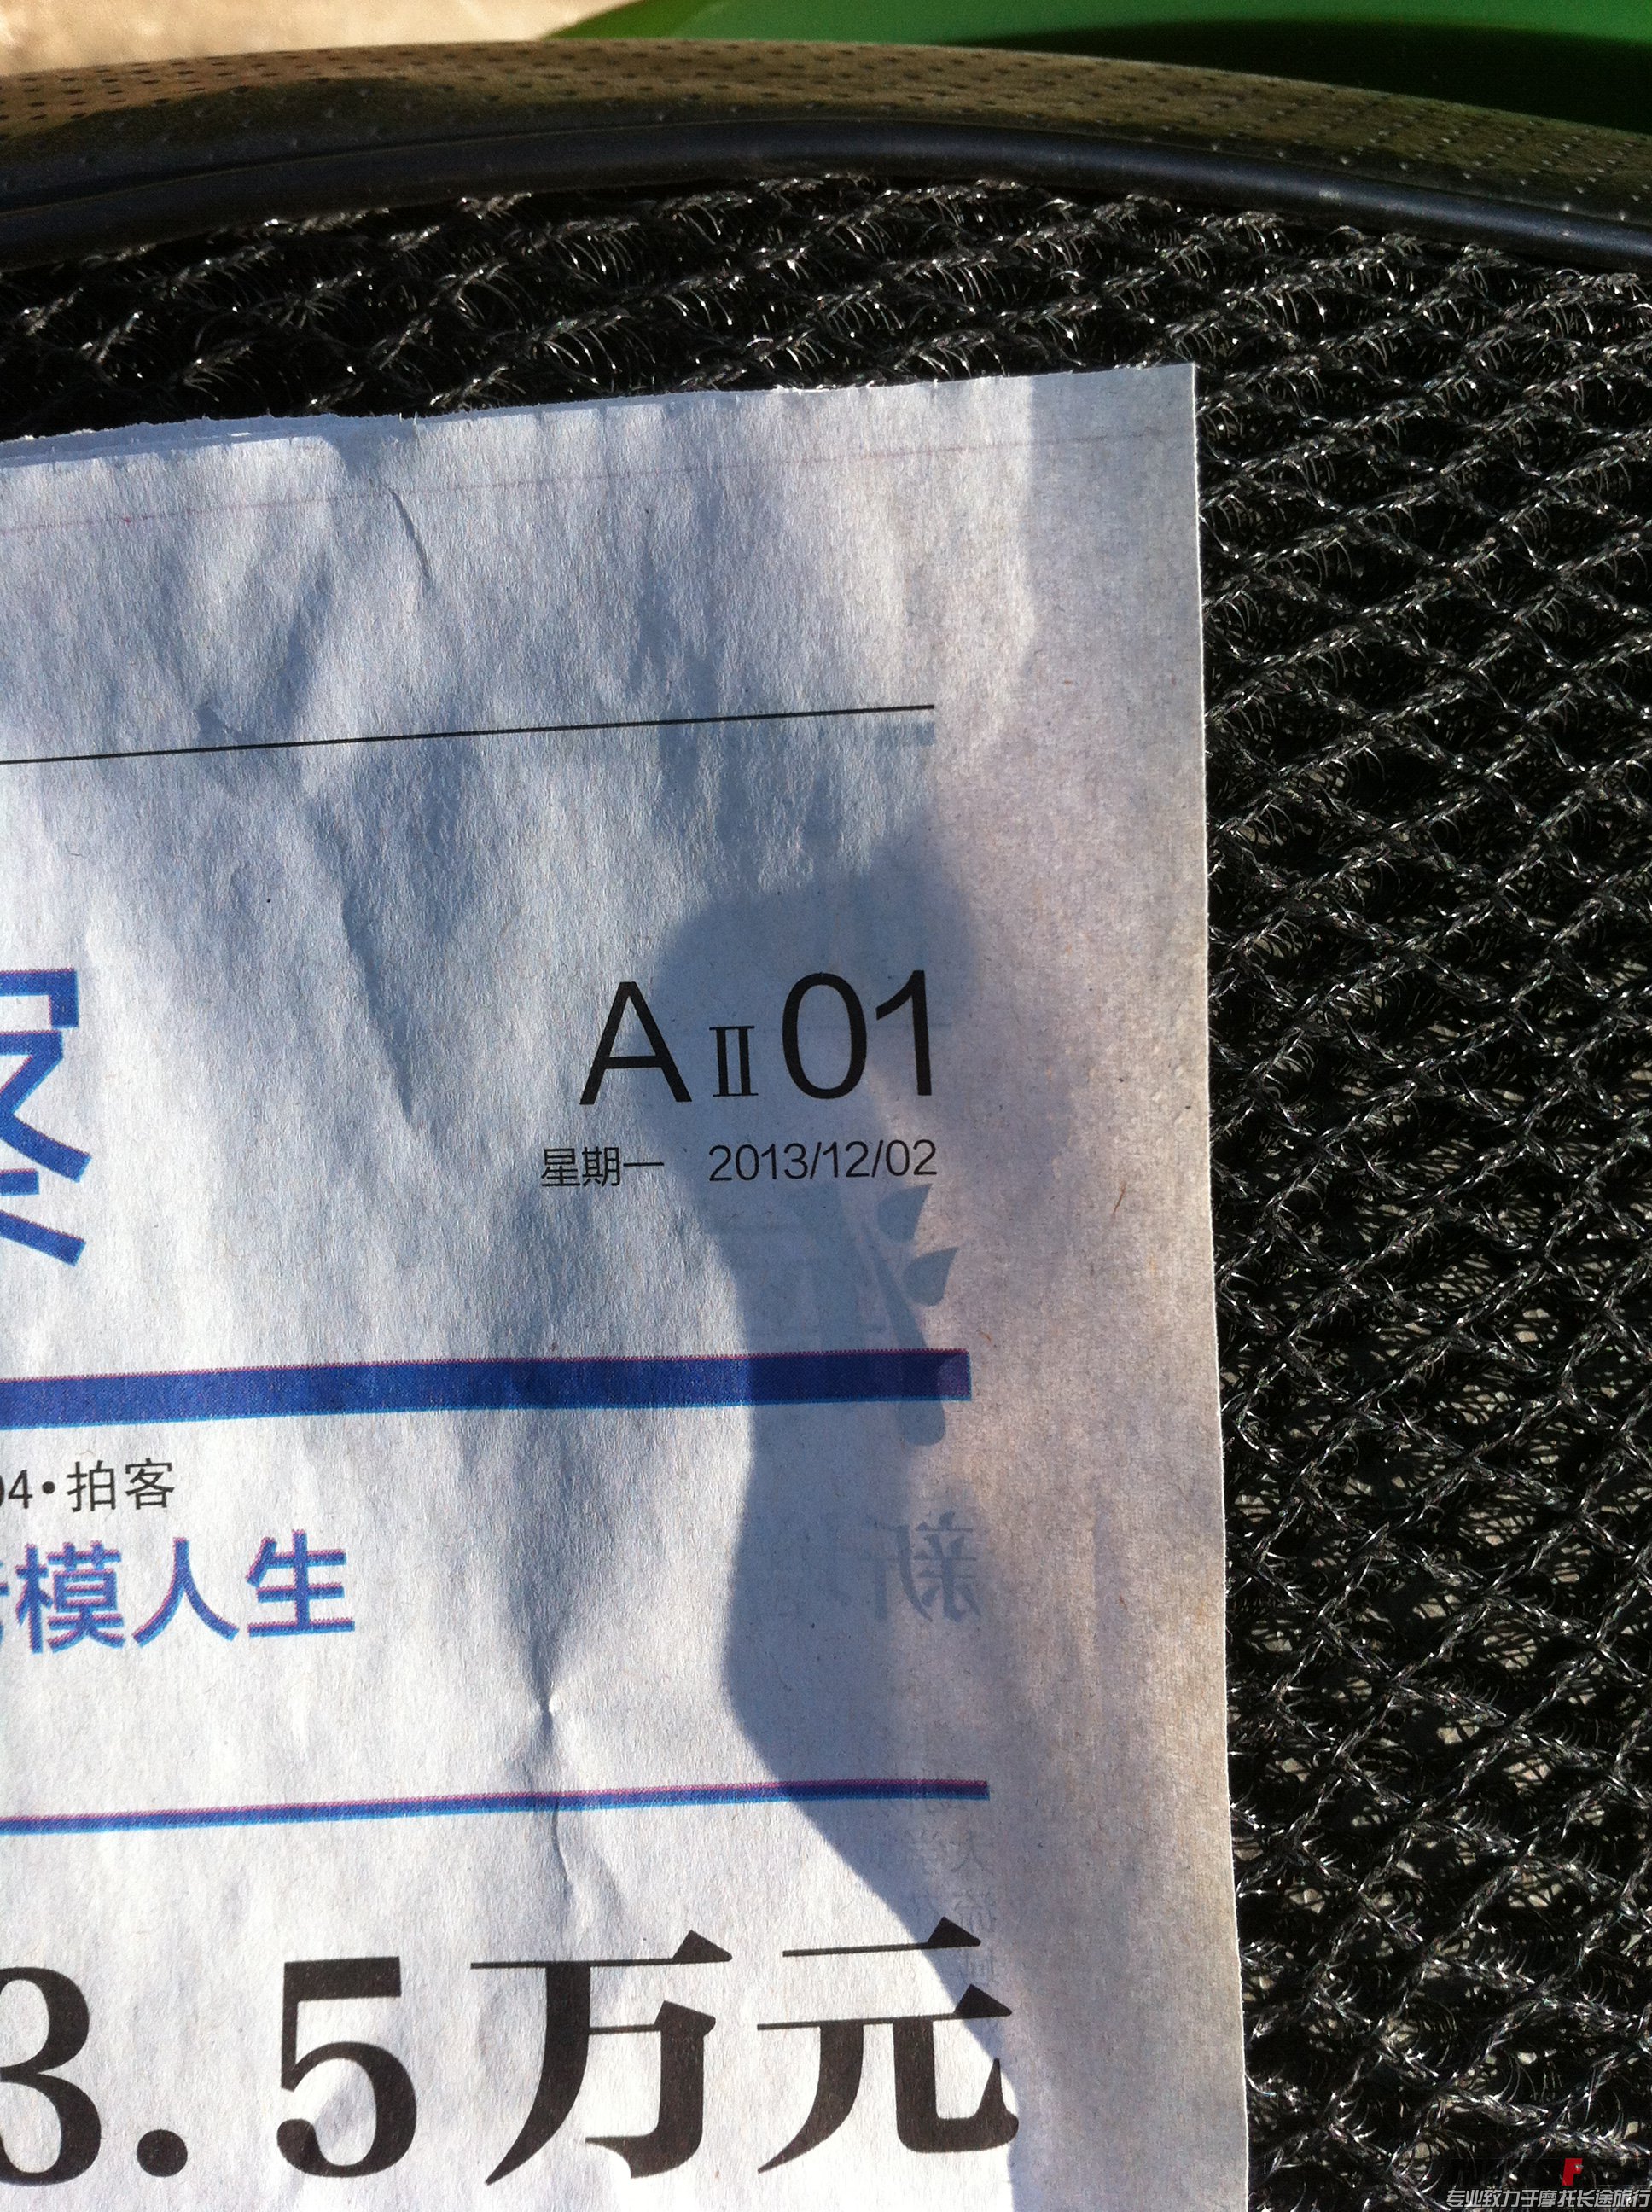 AⅡ01
星期一 2013/12/02
04·拍客
模人生
3.5万元
新
专业致力于摩托长途旅行